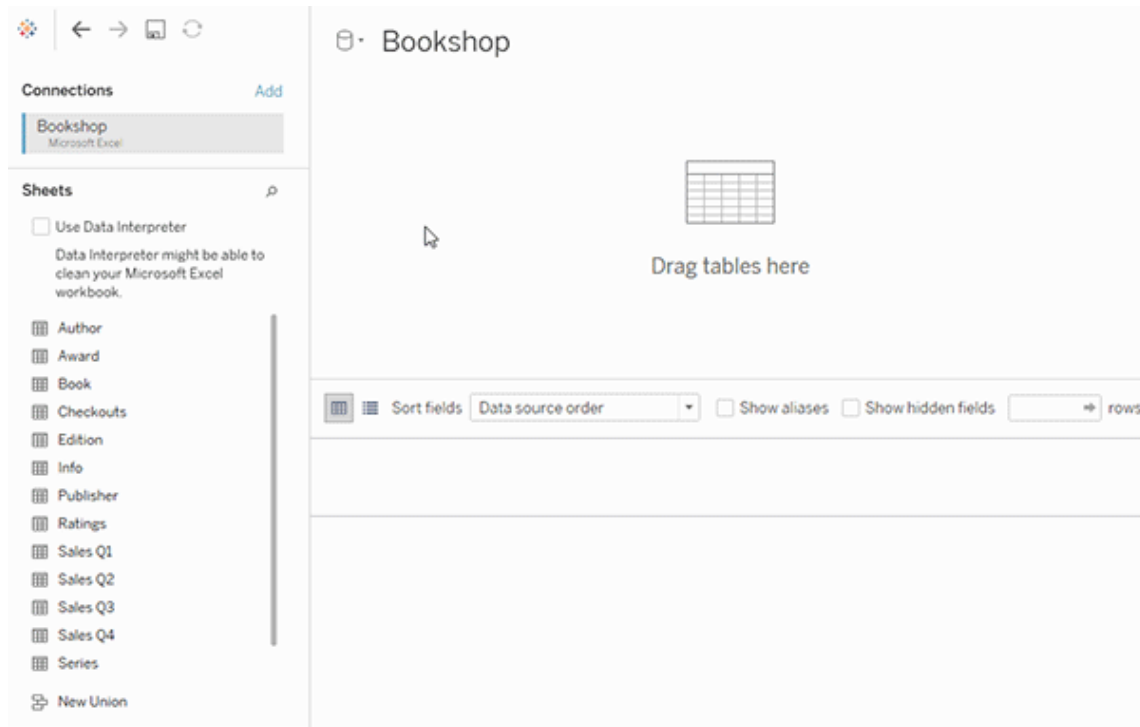 Bookshop
Connections
Add
Bookshop
Microsoft Excel
Sheets
Use Data Interpreter
Data Interpreter might be able to
clean your Microsoft Excel
workbook.
Author
Award
Book
Checkouts
Edition
Info
Publisher
Ratings
Sales Q1
Sales Q2
Sales Q3
Sales Q4
Series
New Union
Drag tables here
Sort fields Data source order Show aliases Show hidden fields rows